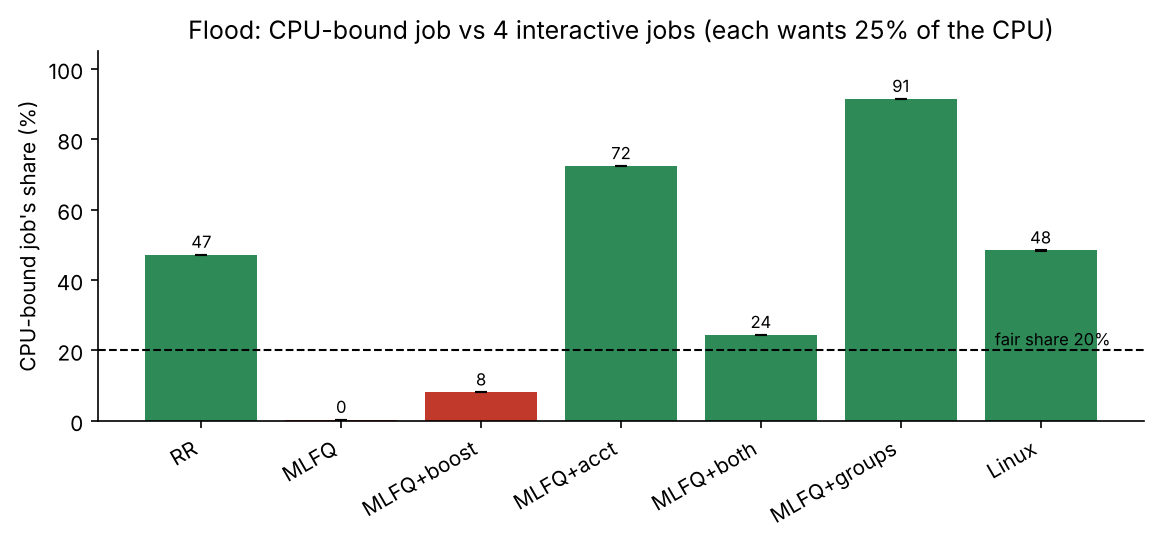 Flood: CPU-bound job vs 4 interactive jobs (each wants 25% of the CPU)
CPU-bound job's share (%)
100
80
60
40
20
0
47
0
8
72
24
91
48
fair share 20%
RR
MLFQ
MLFQ+boost
MLFQ+acct
MLFQ+both
MLFQ+groups
Linux